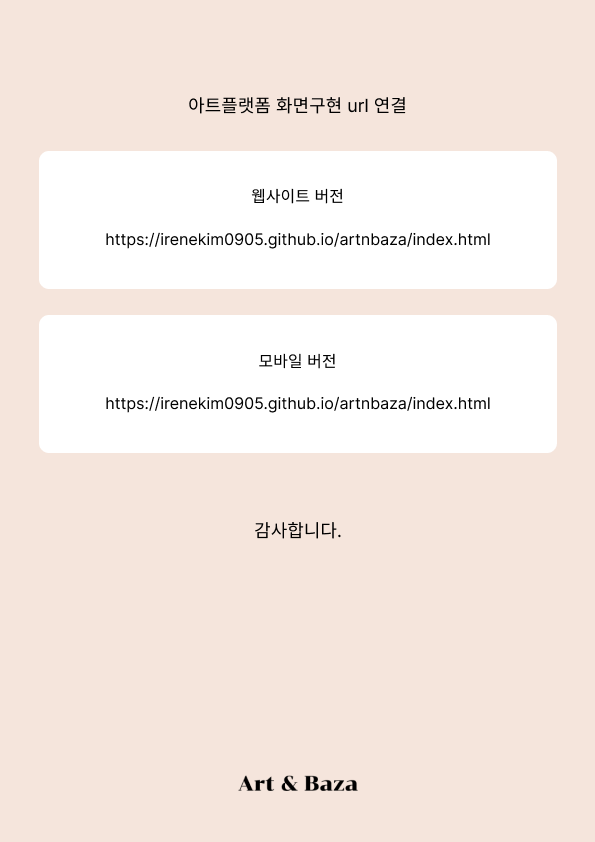 아트플랫폼 화면구현 url 연결
웹사이트 버전
https://irenekim0905.github.io/artnbaza/index.html
모바일 버전
https://irenekim0905.github.io/artnbaza/index.html
감사합니다.
Art & Baza